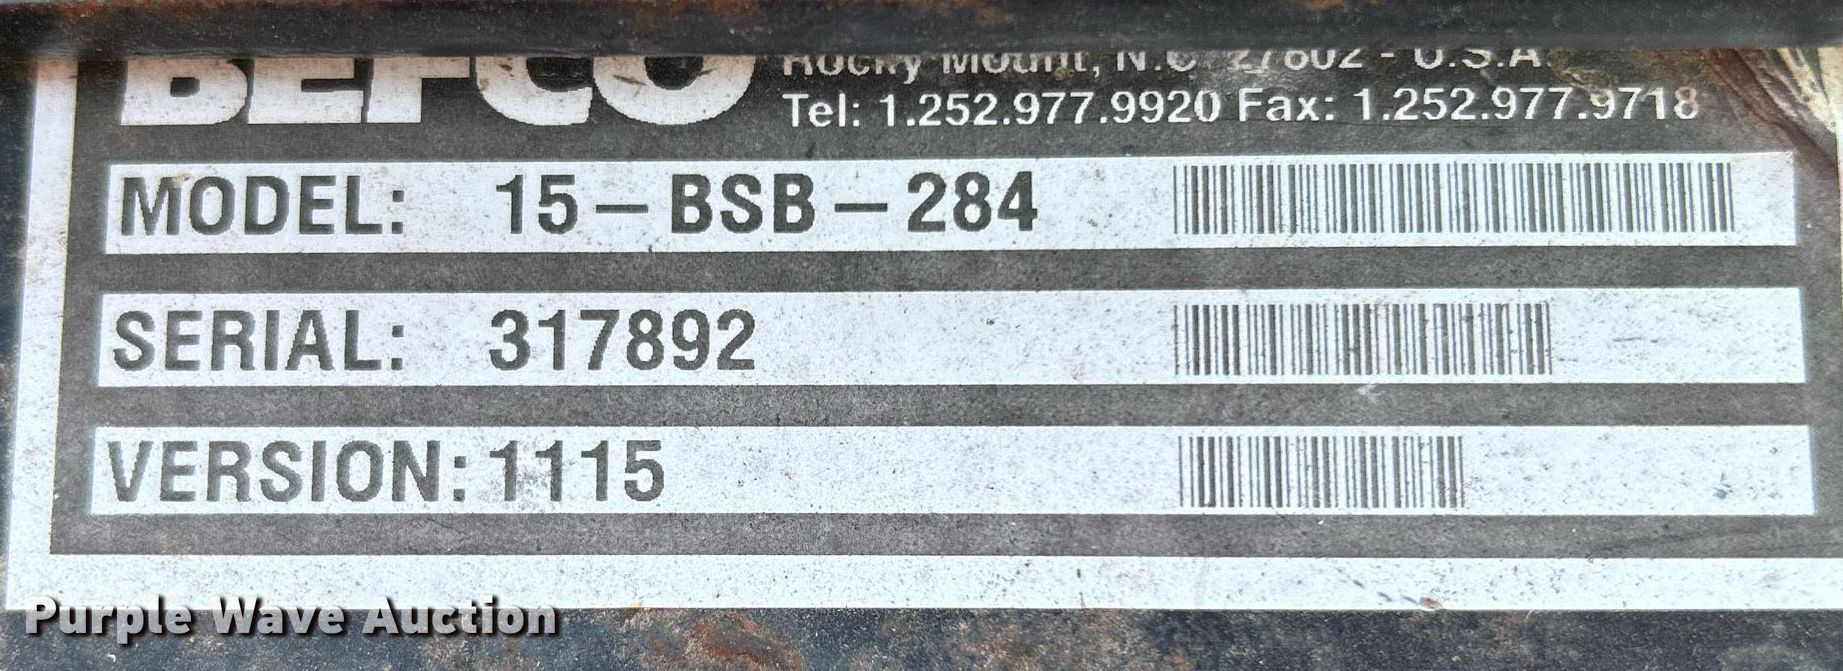 BEFCO
Rocky Mount, N.C. 27802 - U.S.A.
Tel: 1.252.977.9920 Fax: 1.252.977.9718
MODEL: 15-BSB-284
SERIAL: 317892
VERSION: 1115
Purple Wave Auction